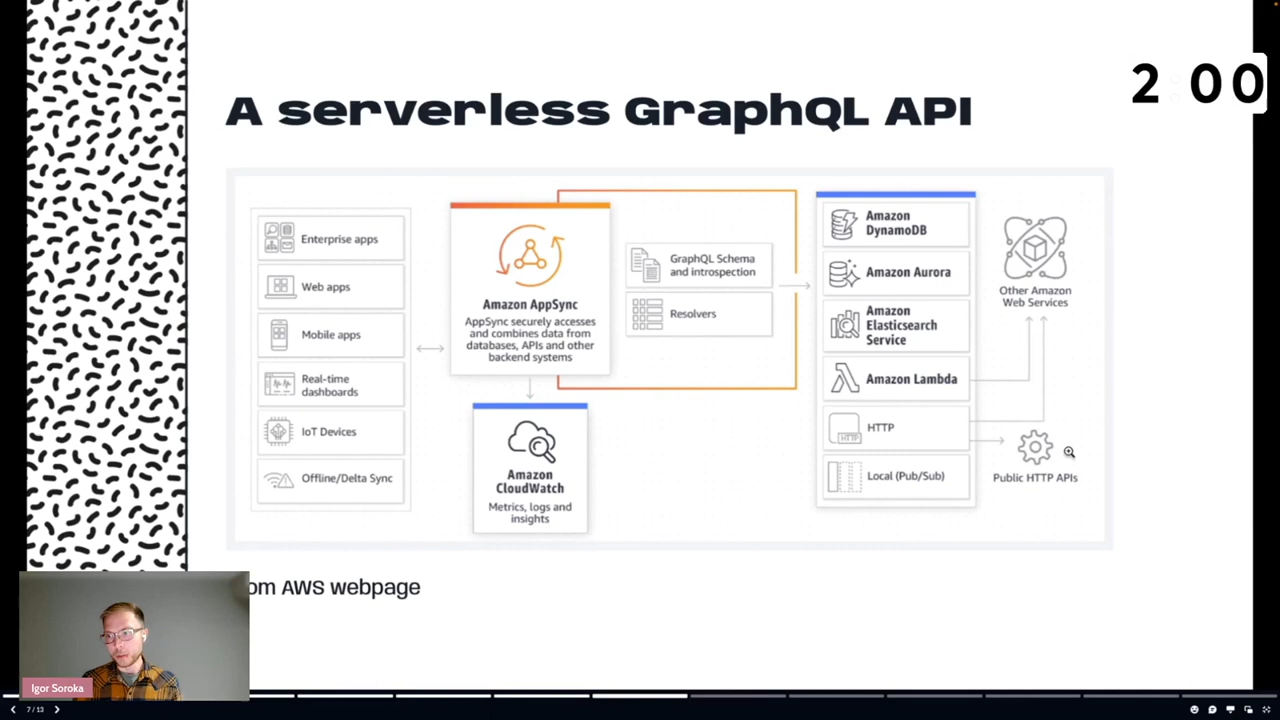 2:00
A serverless GraphQL API
Enterprise apps
Web apps
Mobile apps
Real-time
dashboards
IoT Devices
Offline/Delta Sync
Amazon AppSync
AppSync securely accesses
and combines data from
databases, APIs and other
backend systems
Amazon
CloudWatch
Metrics, logs and
insights
GraphQL Schema
and introspection
Resolvers
Amazon
DynamoDB
Amazon Aurora
Amazon
Elasticsearch
Service
Amazon Lambda
HTTP
HTTP
Local (Pub/Sub)
Other Amazon
Web Services
Public HTTP APIs
om AWS webpage
Igor Soroka
7 / 13